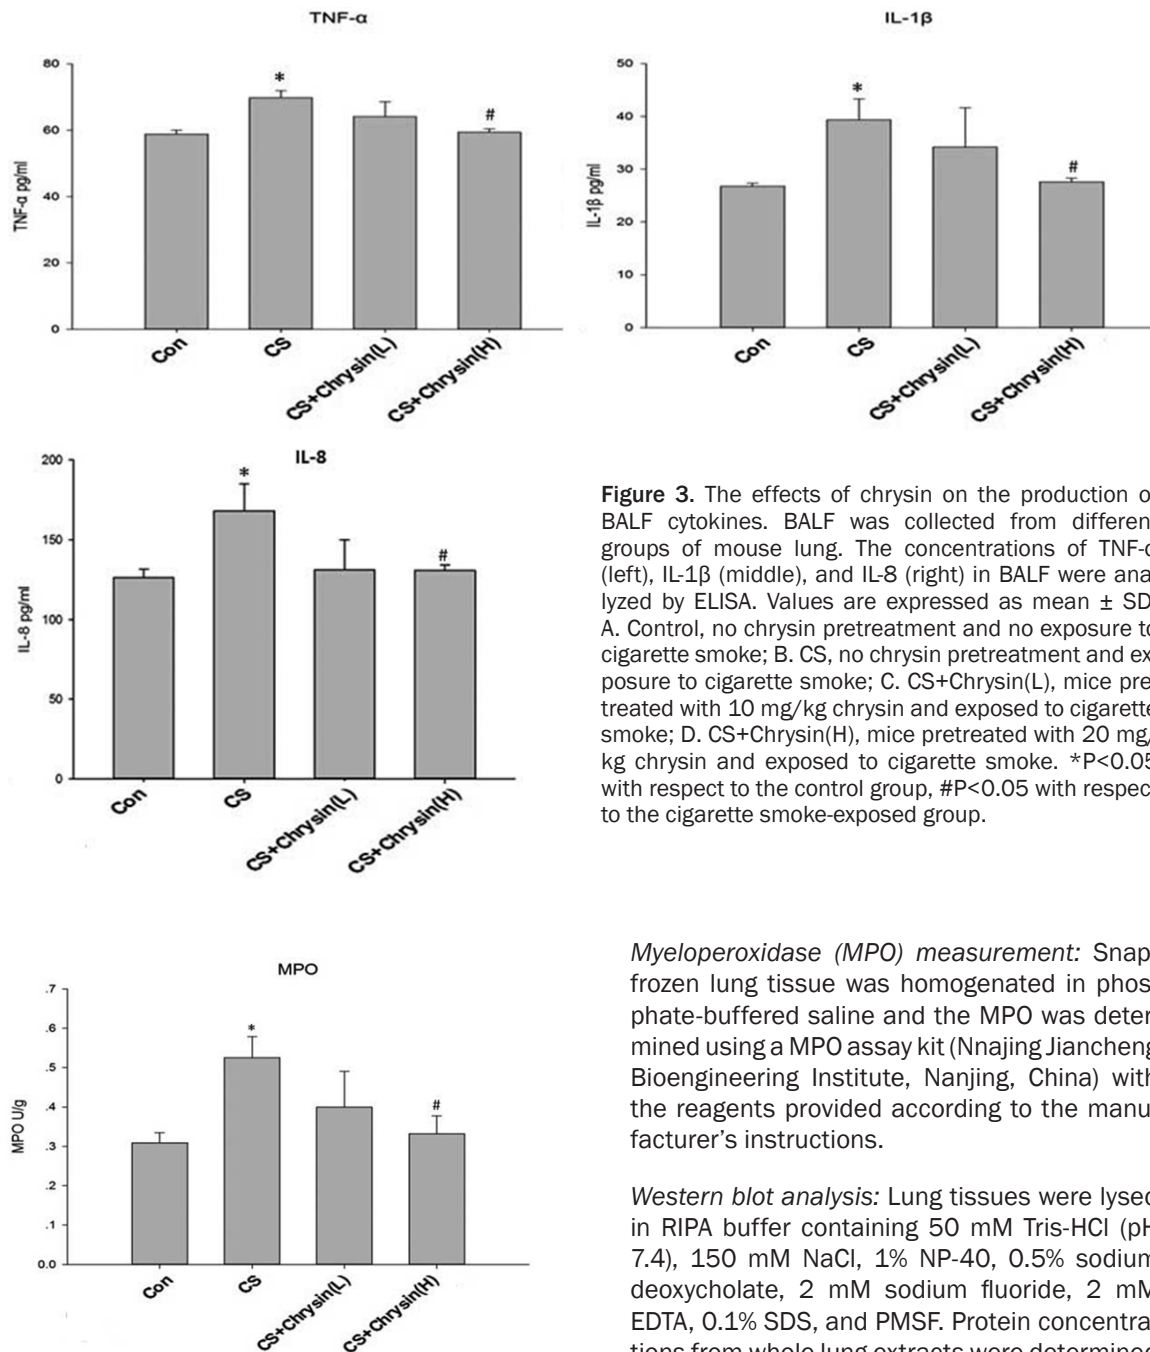 TNF-α
80
60
40
20
0
TNF-α pg/ml
*
#
Con
CS
CS+Chrysin(L)
CS+Chrysin(H)
IL-1β
50
40
30
20
10
0
IL-1β pg/ml
*
#
Con
CS
CS+Chrysin(L)
CS+Chrysin(H)
IL-8
200
150
100
50
0
IL-8 pg/ml
*
#
Con
CS
CS+Chrysin(L)
CS+Chrysin(H)
Figure 3. The effects of chrysin on the production o
BALF cytokines. BALF was collected from differen
groups of mouse lung. The concentrations of TNF-α
(left), IL-1β (middle), and IL-8 (right) in BALF were ana
lyzed by ELISA. Values are expressed as mean ± SD
A. Control, no chrysin pretreatment and no exposure to
cigarette smoke; B. CS, no chrysin pretreatment and ex
posure to cigarette smoke; C. CS+Chrysin(L), mice pre
treated with 10 mg/kg chrysin and exposed to cigarette
smoke; D. CS+Chrysin(H), mice pretreated with 20 mg/
kg chrysin and exposed to cigarette smoke. *P<0.05
with respect to the control group, #P<0.05 with respec
to the cigarette smoke-exposed group.
MPO
.7
.6
.5
.4
.3
.2
.1
0.0
MPO U/g
*
#
Con
CS
CS+Chrysin(L)
CS+Chrysin(H)
Myeloperoxidase (MPO) measurement: Snap
frozen lung tissue was homogenated in phos
phate-buffered saline and the MPO was deter
mined using a MPO assay kit (Nnajing Jiancheng
Bioengineering Institute, Nanjing, China) with
the reagents provided according to the manu
facturer's instructions.
Western blot analysis: Lung tissues were lysed
in RIPA buffer containing 50 mM Tris-HCl (pH
7.4), 150 mM NaCl, 1% NP-40, 0.5% sodium
deoxycholate, 2 mM sodium fluoride, 2 mM
EDTA, 0.1% SDS, and PMSF. Protein concentra
tions from whole lung extracts were determined